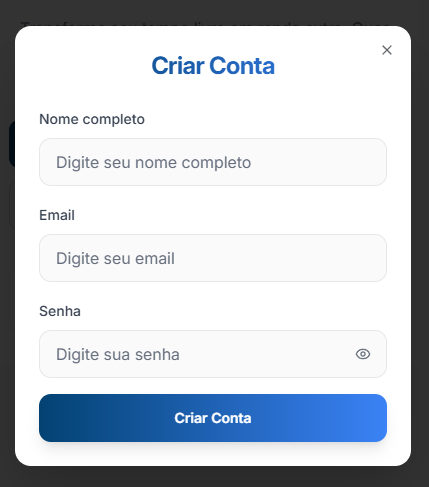 Criar Conta
Nome completo
Digite seu nome completo
Email
Digite seu email
Senha
Digite sua senha
Criar Conta